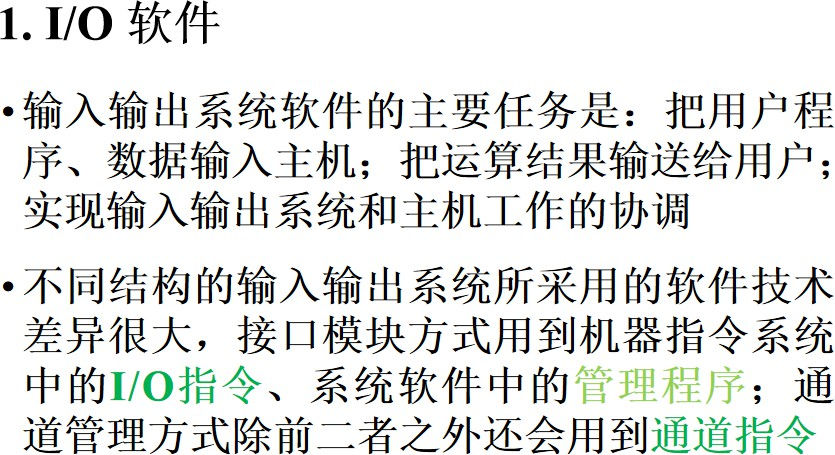 1. I/O 软件
•输入输出系统软件的主要任务是：把用户程
序、数据输入主机；把运算结果输送给用户；
实现输入输出系统和主机工作的协调
•不同结构的输入输出系统所采用的软件技术
差异很大，接口模块方式用到机器指令系统
中的I/O指令、系统软件中的管理程序；通
道管理方式除前二者之外还会用到通道指令